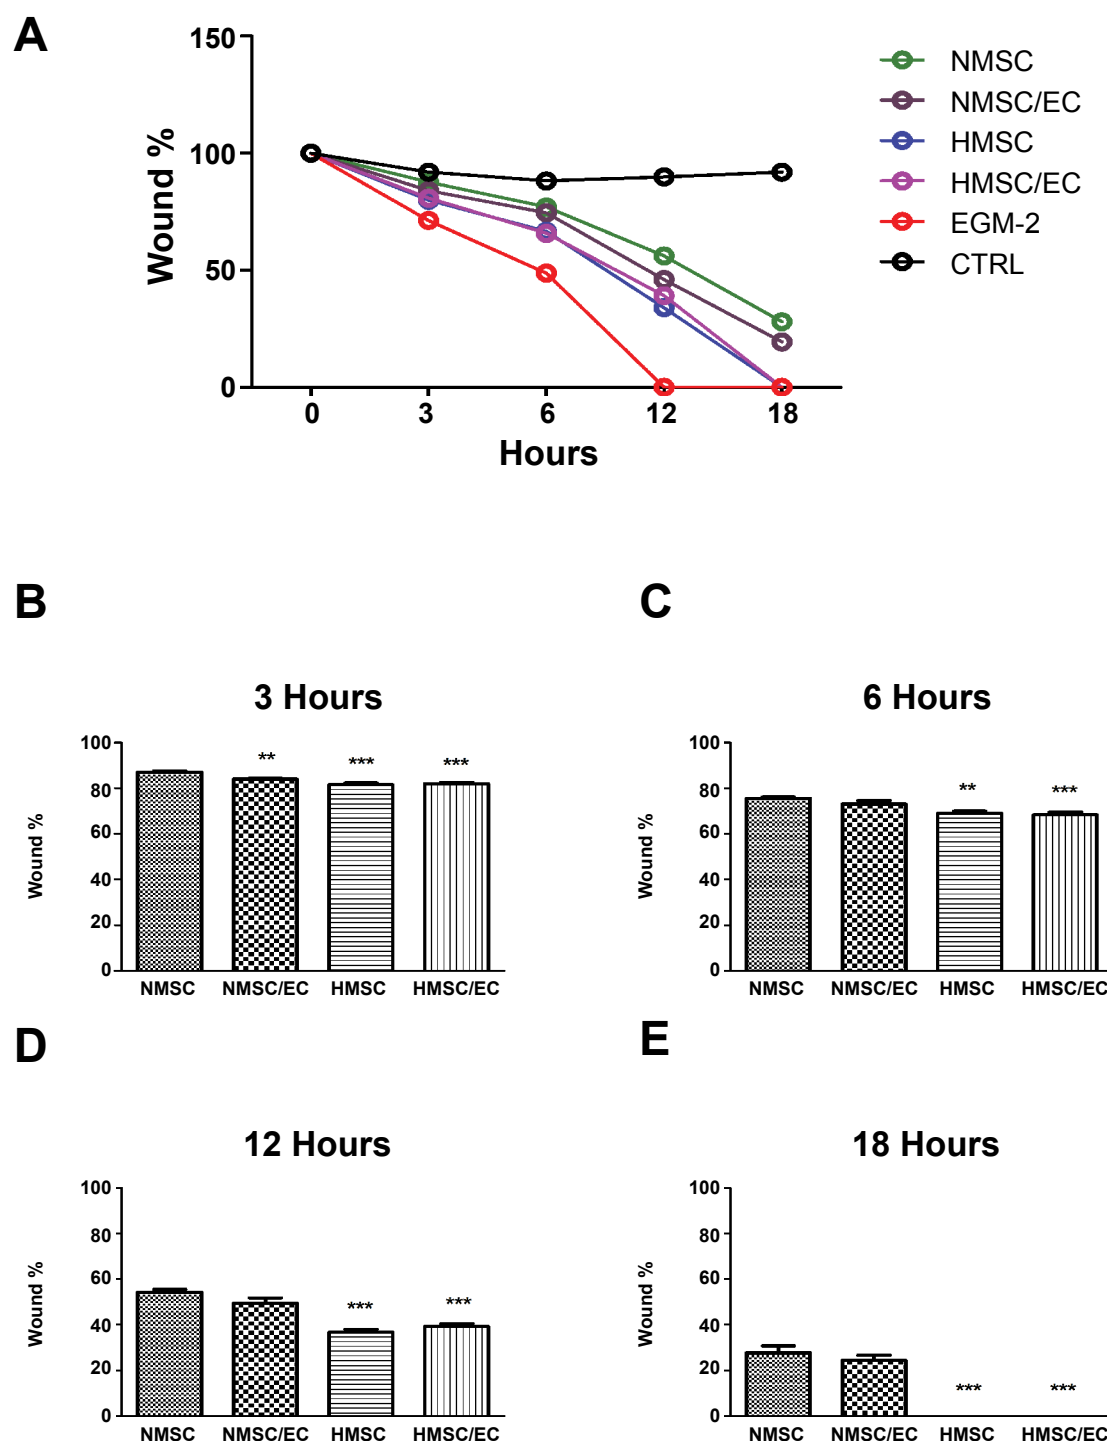 A
150
100
50
0
Wound %
0 3 6 12 18
Hours
NMSC
NMSC/EC
HMSC
HMSC/EC
EGM-2
CTRL
B
3 Hours
100
80
60
40
20
0
Wound %
** *** ***
NMSC NMSC/EC HMSC HMSC/EC
C
6 Hours
100
80
60
40
20
0
Wound %
** ***
NMSC NMSC/EC HMSC HMSC/EC
D
12 Hours
100
80
60
40
20
0
Wound %
*** ***
NMSC NMSC/EC HMSC HMSC/EC
E
18 Hours
100
80
60
40
20
0
Wound %
*** ***
NMSC NMSC/EC HMSC HMSC/EC